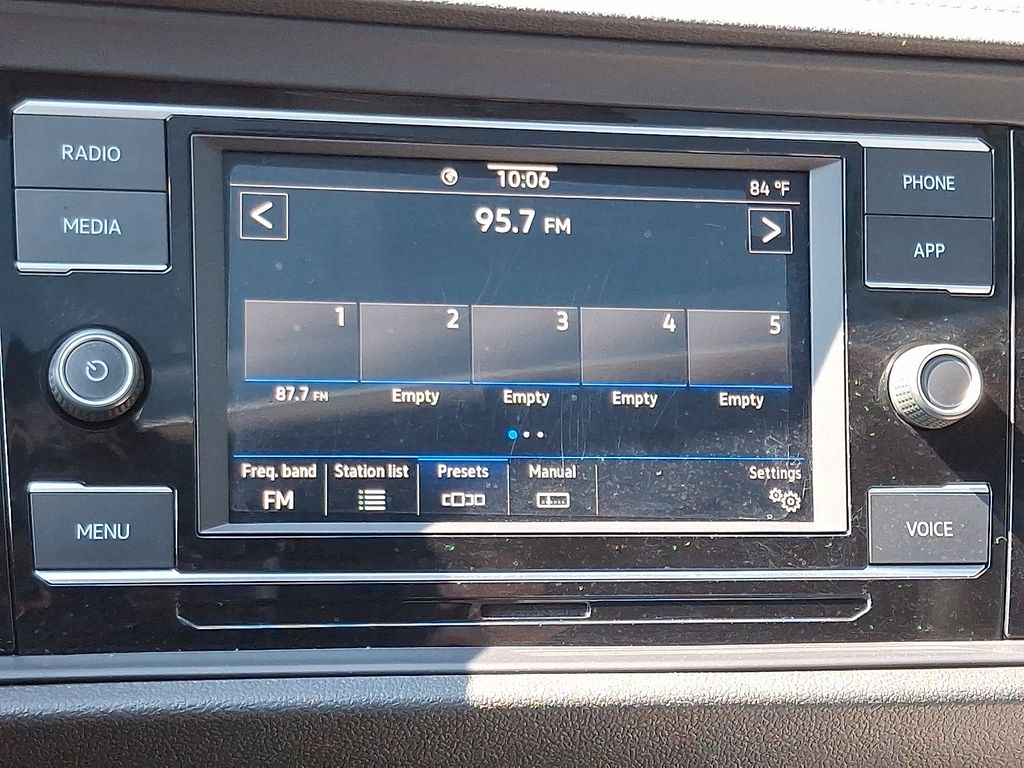 RADIO
MEDIA
10:06
84 °F
95.7 FM
1
2
3
4
5
87.7 FM
Empty
Empty
Empty
Empty
Freq. band
FM
Station list
Presets
Manual
Settings
PHONE
APP
MENU
VOICE